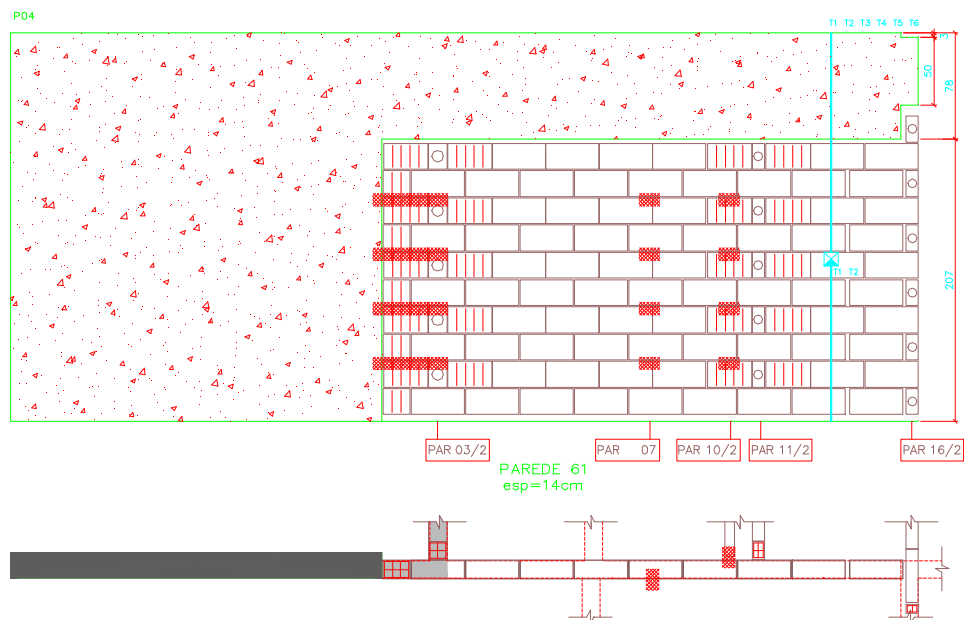 P04
T1 T2 T3 T4 T5 T6
3
50
78
T1 T2
207
PAR 03/2
PAR 07
PAR 10/2
PAR 11/2
PAR 16/2
PAREDE 61
esp=14cm